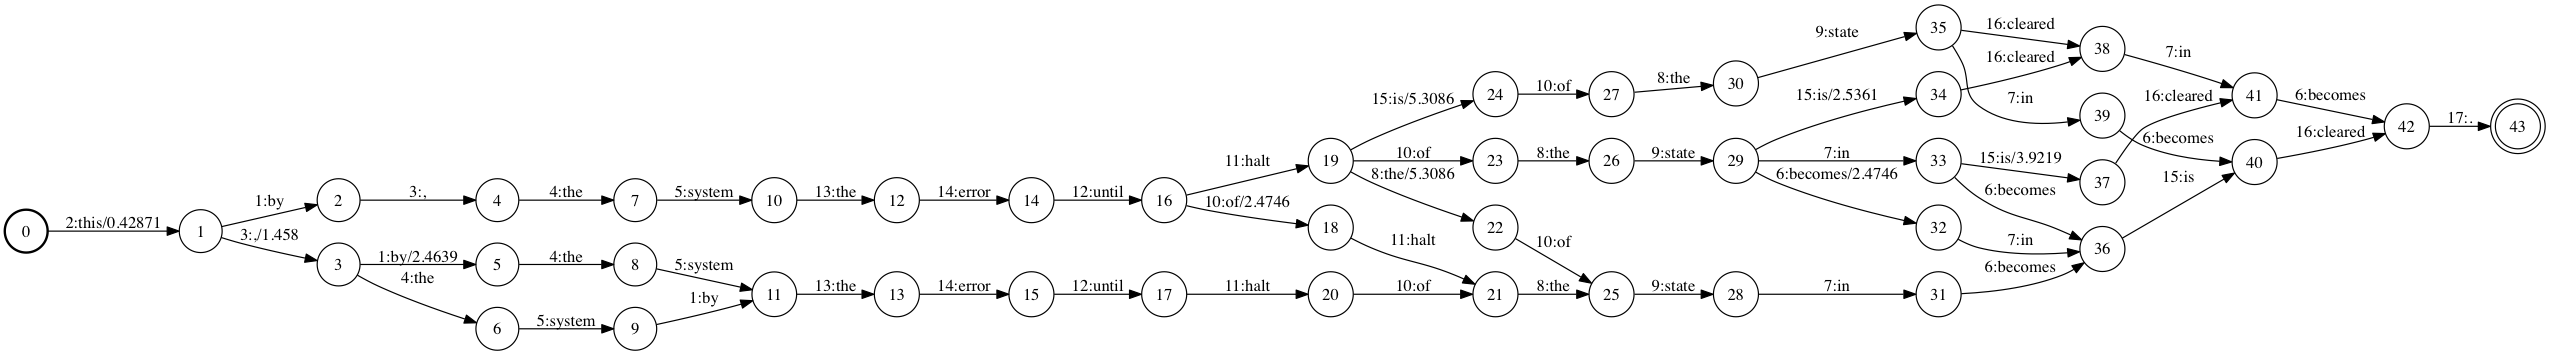 0
2:this/0.42871
1
1:by
3:,/1.458
2
3
3:,
1:by/2.4639
4:the
4
5
6
4:the
4:the
5:system
7
8
9
5:system
5:system
1:by
10
11
13:the
13:the
12
13
14:error
14:error
14
15
12:until
12:until
16
17
11:halt
10:of/2.4746
11:halt
19
18
20
15:is/5.3086
10:of
8:the/5.3086
11:halt
10:of
24
23
22
21
10:of
8:the
10:of
8:the
27
26
25
8:the
9:state
9:state
30
29
28
9:state
15:is/2.5361
7:in
6:becomes/2.4746
7:in
35
34
33
32
31
16:cleared
16:cleared
7:in
15:is/3.9219
6:becomes
7:in
6:becomes
38
39
37
36
7:in
16:cleared
6:becomes
15:is
41
40
6:becomes
16:cleared
42
17:.
43